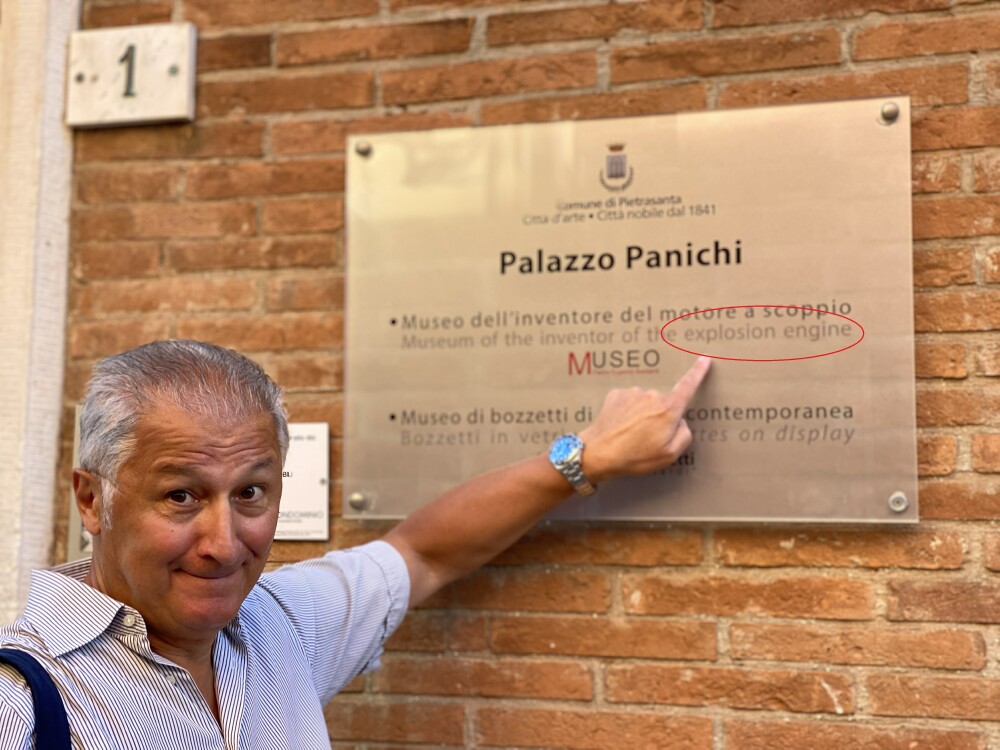 1
Comune di Pietrasanta
Città d'arte • Città nobile dal 1841
Palazzo Panichi
• Museo dell'inventore del motore a scoppio
Museum of the inventor of the explosion engine
MUSEO
• Museo di bozzetti di contemporanea
Bozzetti in on display